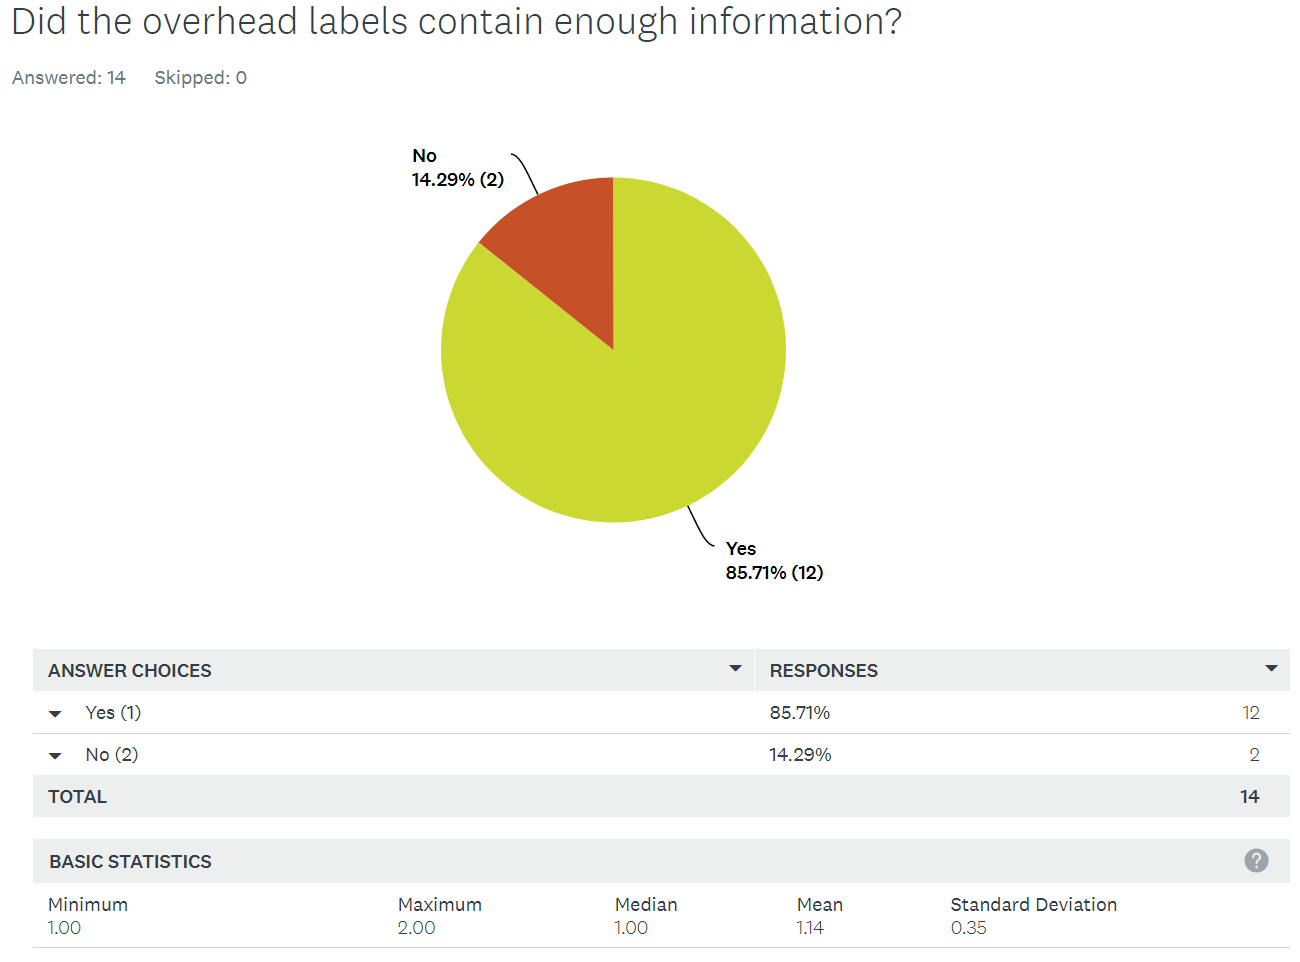 Did the overhead labels contain enough information?
Answered: 14 Skipped: 0
No
14.29% (2)
Yes
85.71% (12)
ANSWER CHOICES RESPONSES
Yes (1) 85.71% 12
No (2) 14.29% 2
TOTAL 14
BASIC STATISTICS ?
Minimum Maximum Median Mean Standard Deviation
1.00 2.00 1.00 1.14 0.35